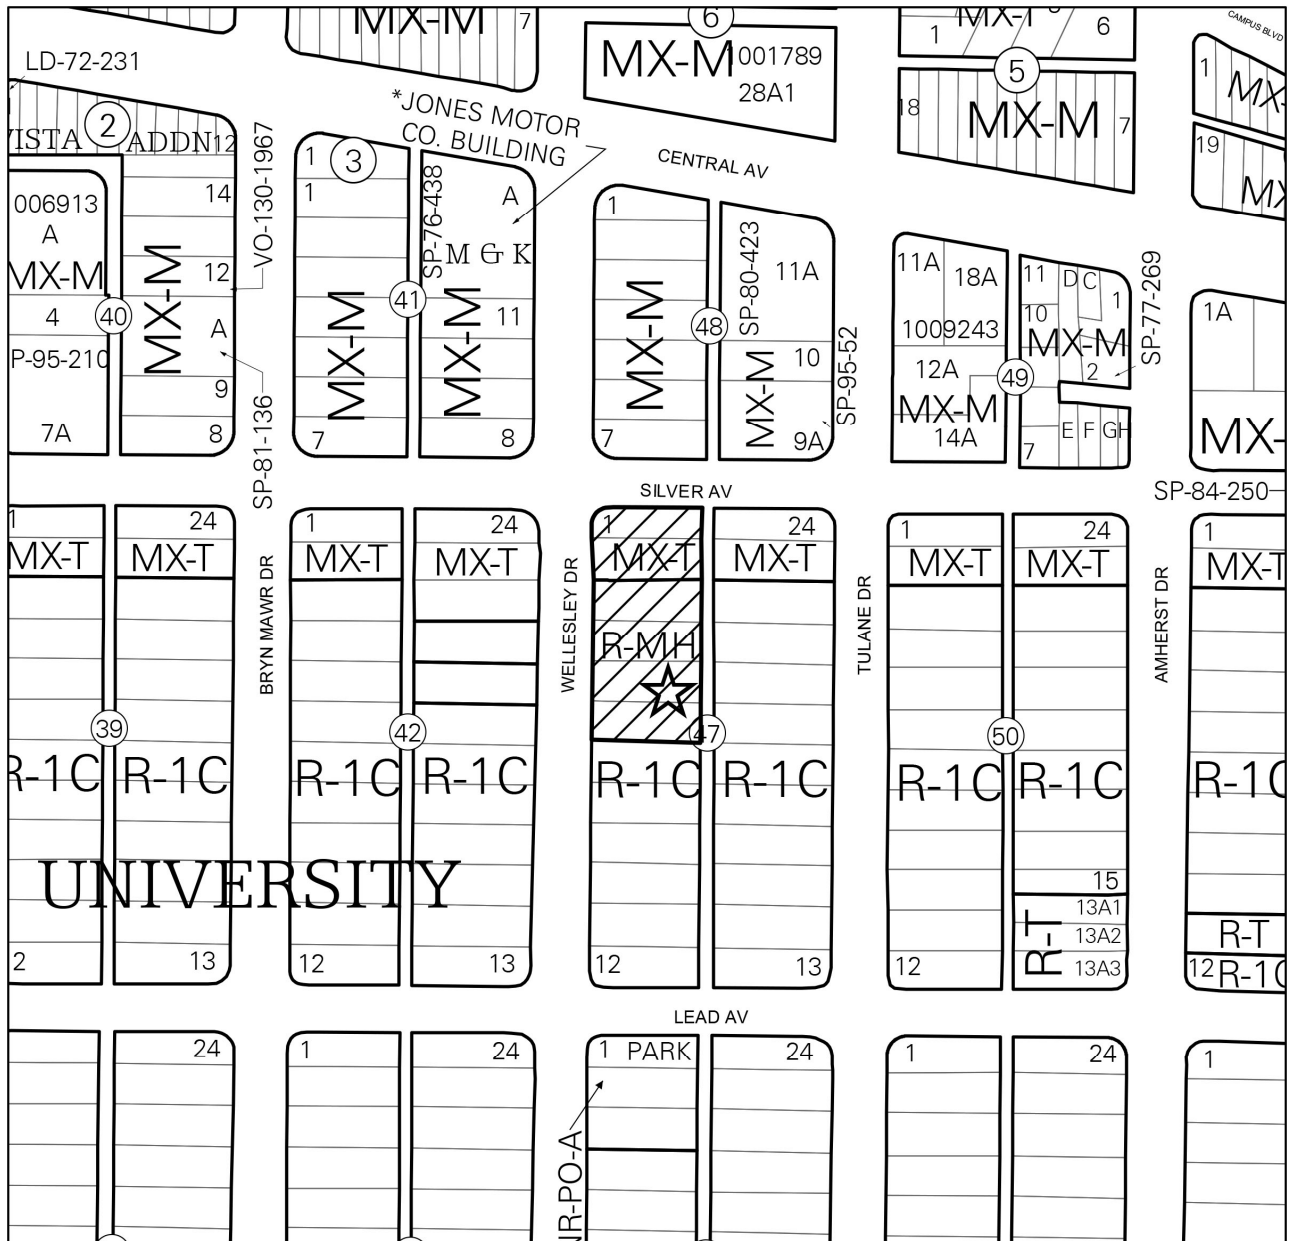 MX-M
7
6
MX-M
1001789
28A1
1
6
5
MX-M
18
7
CAMPUS BLVD
1
19
LD-72-231
2
ADDN
12
*JONES MOTOR
CO. BUILDING
CENTRAL AV
VO-130-1967
006913
A
MX-M
4
P-95-210
7A
40
14
12
MX-M
A
9
8
SP-81-136
1
3
1
MX-M
7
41
SP-76-438
A
M & K
11
MX-M
8
1
MX-M
7
48
SP-80-423
11A
10
MX-M
9A
SP-95-52
11A
18A
1009243
12A
MX-M
14A
49
11
D
C
1
10
MX-M
2
E
F
G
H
7
SP-77-269
1A
SP-84-250
SILVER AV
1
MX-T
24
MX-T
1
MX-T
24
MX-T
1
MX-T
24
MX-T
1
MX-T
24
MX-T
1
MX-T
BRYN MAWR DR
WELLESLEY DR
TULANE DR
AMHERST DR
R-MH
39
42
47
50
R-1C
R-1C
R-1C
R-1C
R-1C
R-1C
R-1C
R-1C
UNIVERSITY
15
13A1
13A2
13A3
R-T
R-T
12
R-1C
2
13
12
13
12
13
12
LEAD AV
24
1
24
1
PARK
24
1
24
1
NR-PO-A